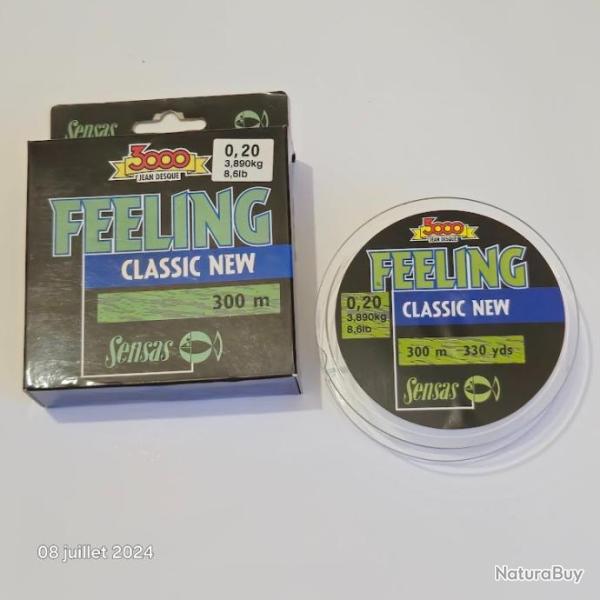 Sensas
3000
JEAN DESQUE
0,20
3,890kg
8,6lb
FEELING
CLASSIC NEW
300 m
Sensas
3000
JEAN DESQUE
FEELING
CLASSIC NEW
0,20
3,890kg
8,6lb
300 m 330 yds
Sensas
08 juillet 2024
NaturaBuy